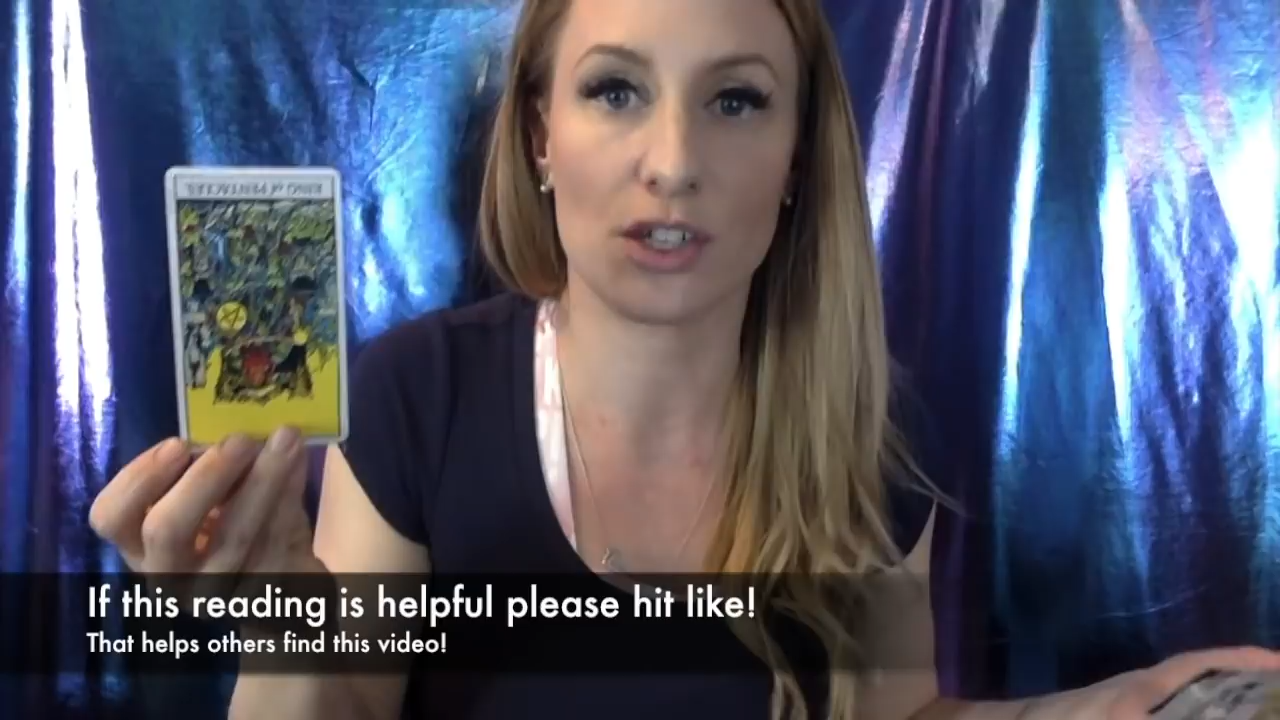 KING of PENTACLES
If this reading is helpful please hit like!
That helps others find this video!